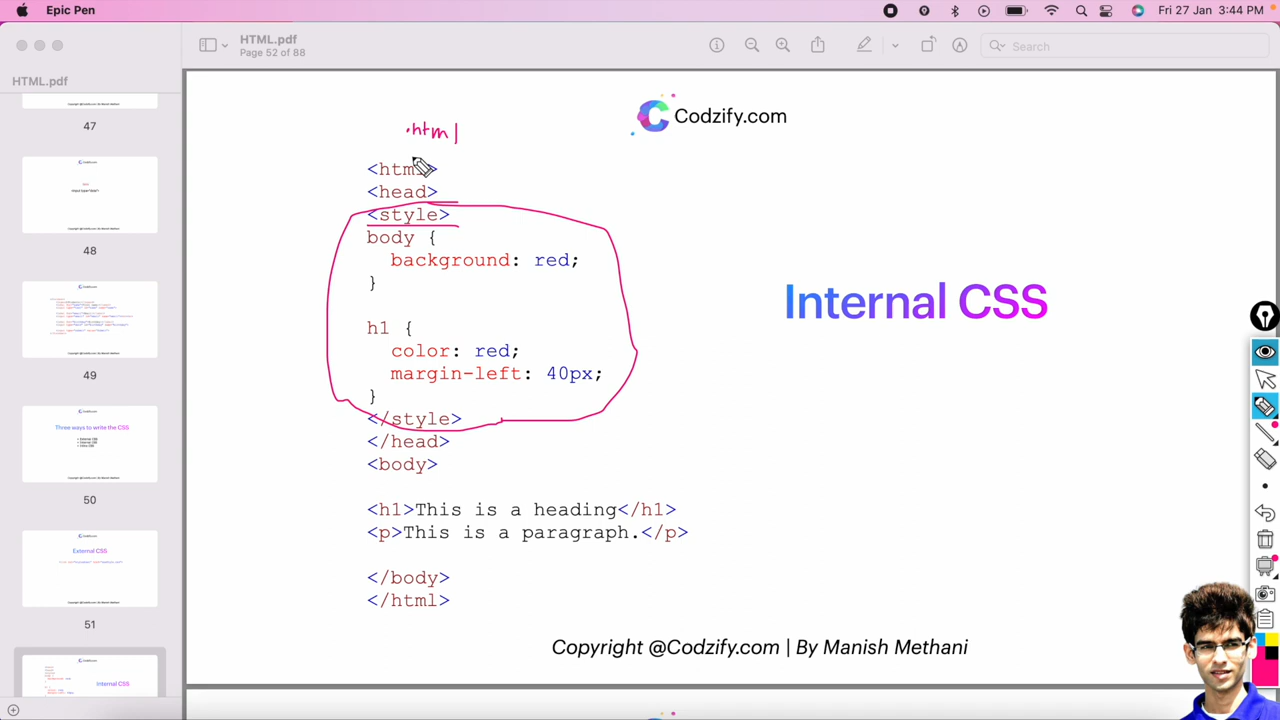 Epic Pen
Fri 27 Jan 3:44 PM
HTML.pdf
Page 52 of 88
Search
HTML.pdf
47
48
Three ways to write the CSS
49
External CSS
50
51
Internal CSS
Codzify.com
.html
<html>
<head>
<style>
body {
background: red;
}
h1 {
color: red;
margin-left: 40px;
}
</style>
</head>
<body>
<h1>This is a heading</h1>
<p>This is a paragraph.</p>
</body>
</html>
Internal CSS
Copyright @Codzify.com | By Manish Methani